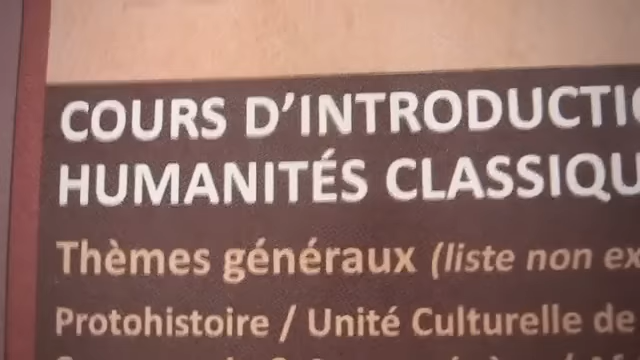 COURS D'INTRODUCTI
HUMANITÉS CLASSIQU
Thèmes généraux (liste non ex
Protohistoire / Unité Culturelle de